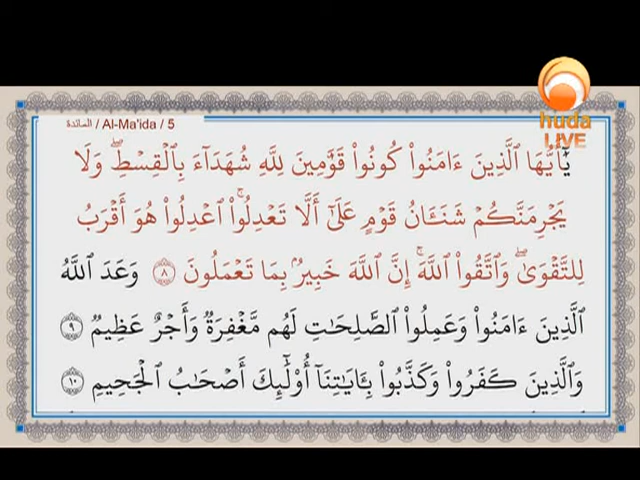 المائدة / Al-Ma'ida / 5
huda
LIVE
يَٰٓأَيُّهَا ٱلَّذِينَ ءَامَنُوا۟ كُونُوا۟ قَوَّٰمِينَ لِلَّهِ شُهَدَآءَ بِٱلْقِسْطِ ۖ وَلَا
يَجْرِمَنَّكُمْ شَنَـَٔانُ قَوْمٍ عَلَىٰٓ أَلَّا تَعْدِلُوا۟ ۚ ٱعْدِلُوا۟ هُوَ أَقْرَبُ
لِلتَّقْوَىٰ ۖ وَٱتَّقُوا۟ ٱللَّهَ ۚ إِنَّ ٱللَّهَ خَبِيرٌۢ بِمَا تَعْمَلُونَ ٨ وَعَدَ ٱللَّهُ
ٱلَّذِينَ ءَامَنُوا۟ وَعَمِلُوا۟ ٱلصَّٰلِحَٰتِ لَهُم مَّغْفِرَةٌ وَأَجْرٌ عَظِيمٌ ٩
وَٱلَّذِينَ كَفَرُوا۟ وَكَذَّبُوا۟ بِـَٔايَٰتِنَآ أُو۟لَٰٓئِكَ أَصْحَٰبُ ٱلْجَحِيمِ ١٠